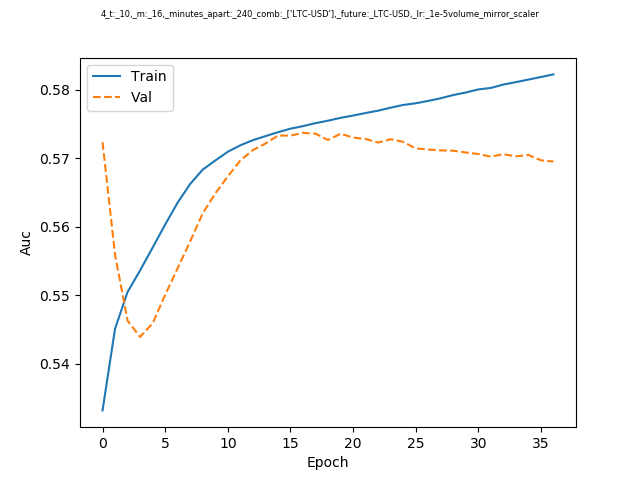 4_t:_10,_m:_16,_minutes_apart:_240_comb:_['LTC-USD'],_future:_LTC-USD,_lr:_1e-5volume_mirror_scaler
Train
Val
0.58
0.57
0.56
0.55
0.54
Auc
0 5 10 15 20 25 30 35
Epoch